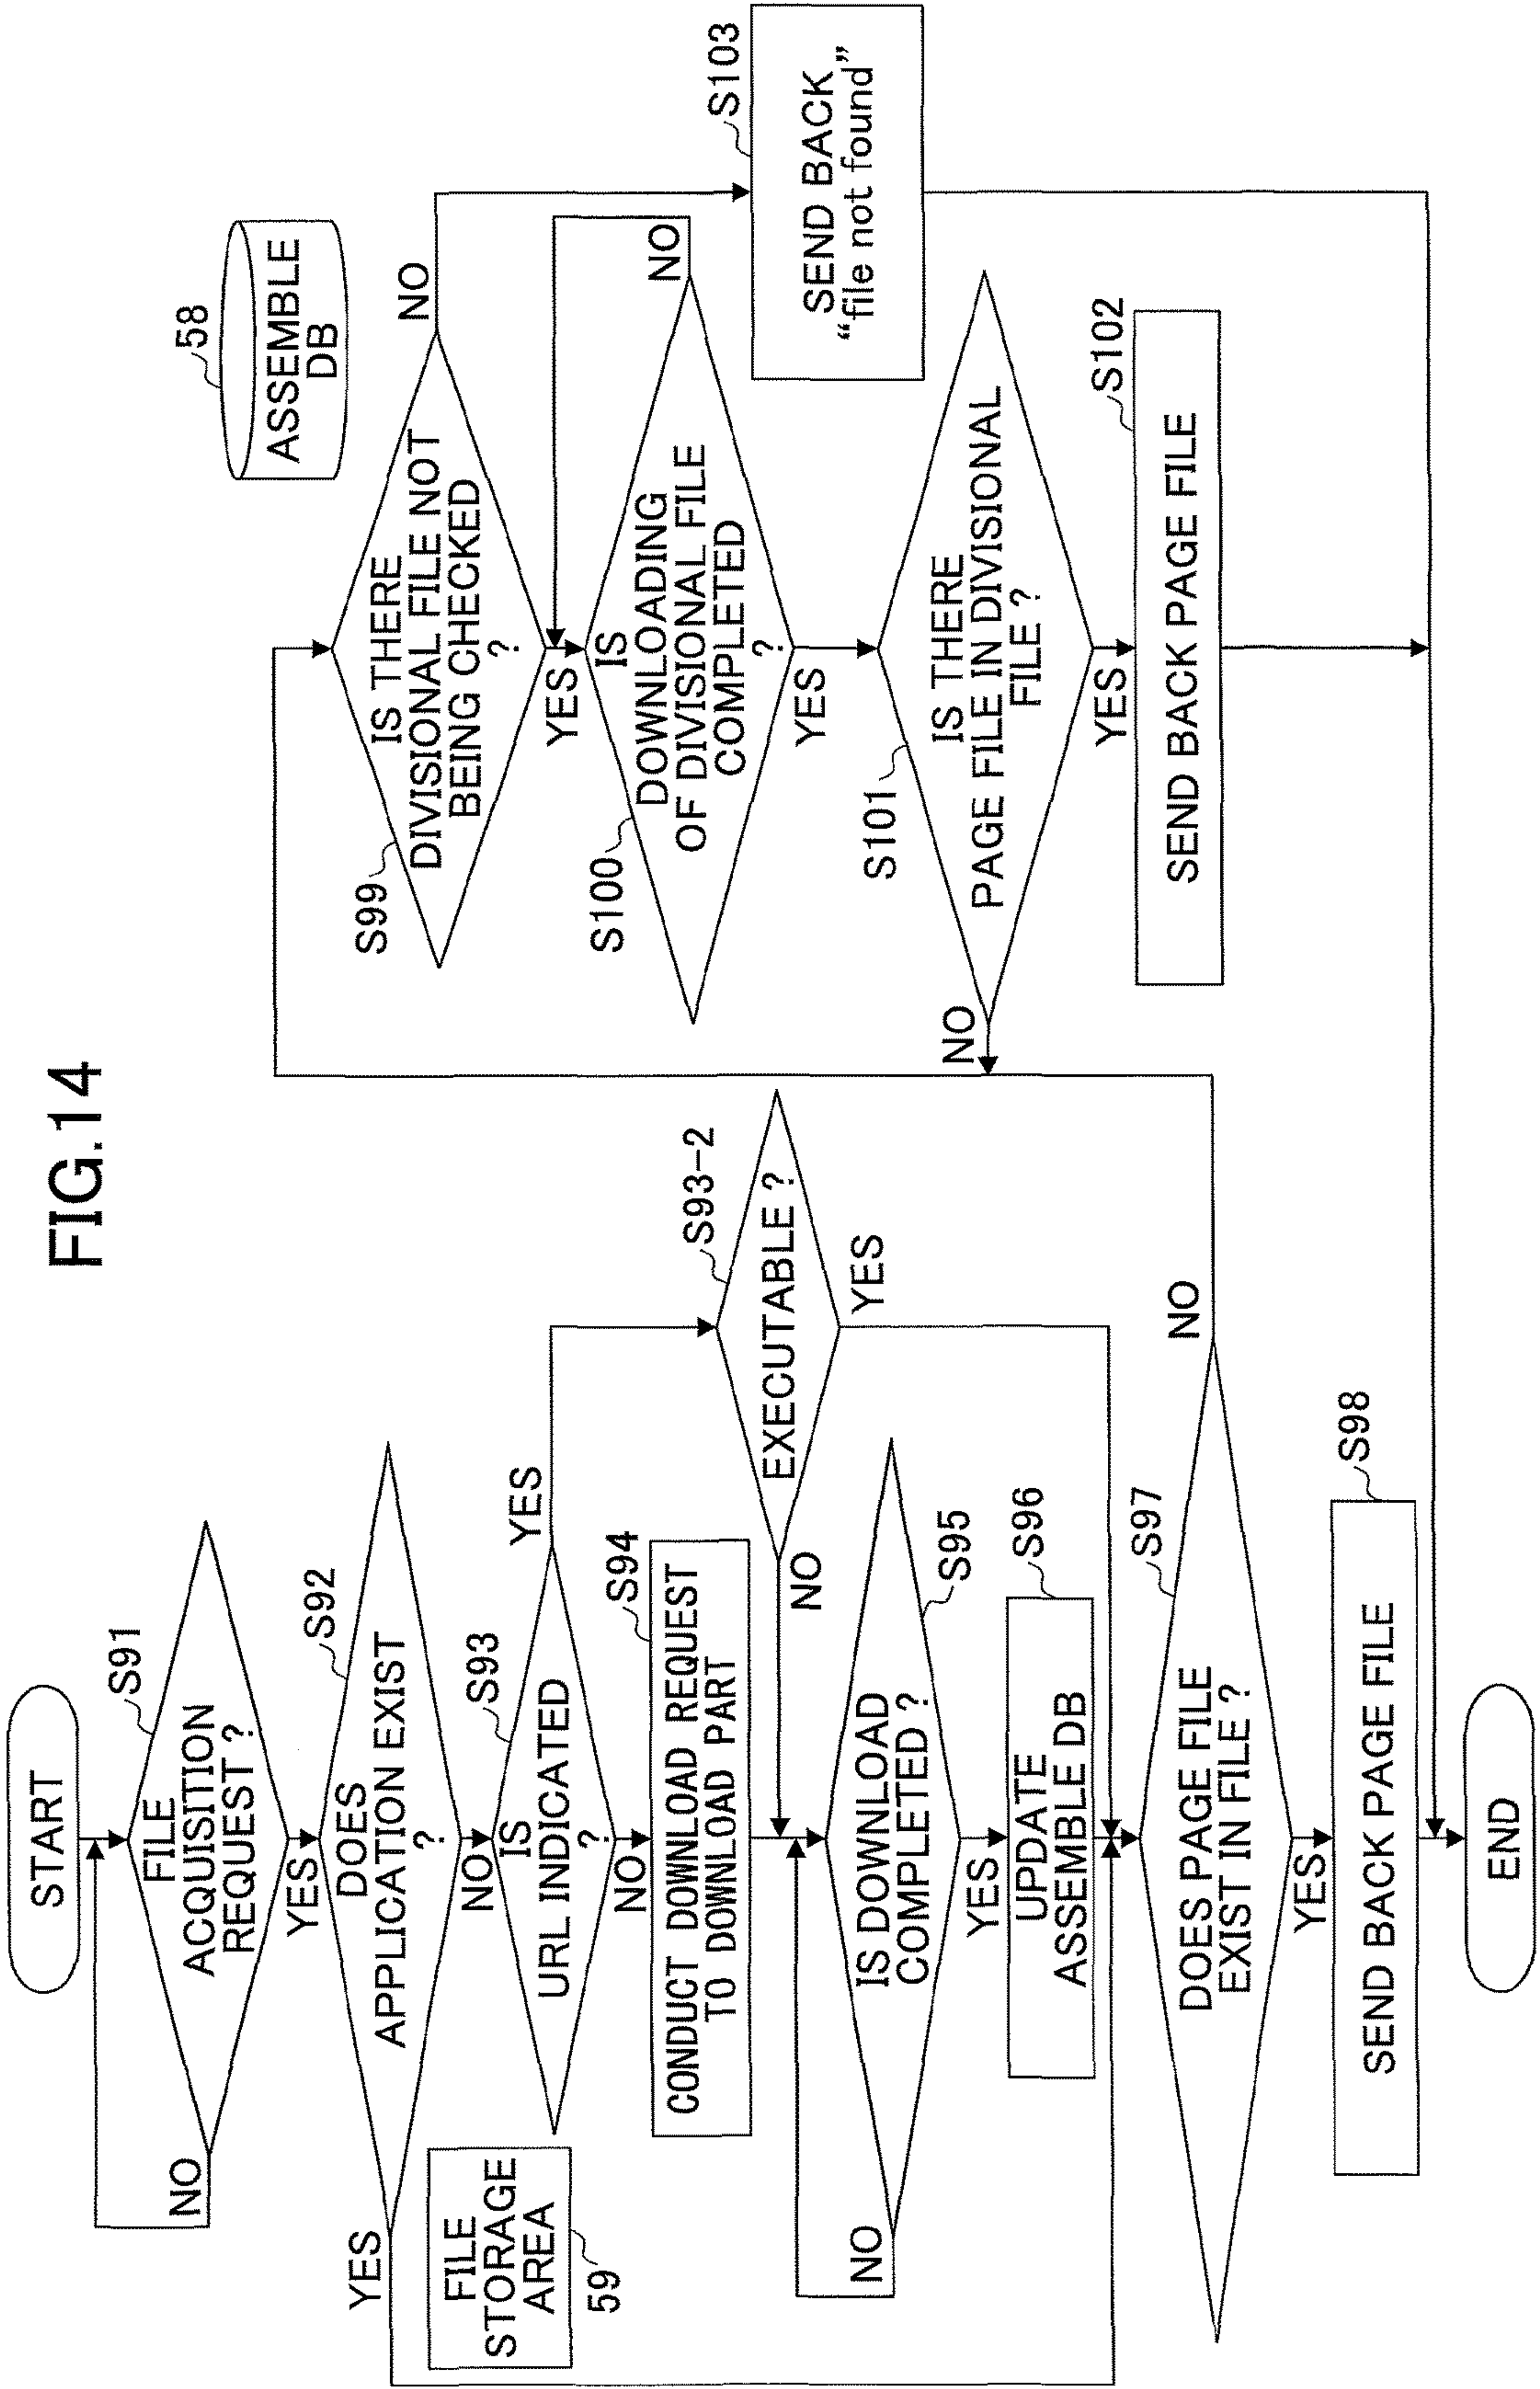 FIG.14
START
S91
FILE
ACQUISITION
REQUEST ?
NO
YES
S92
DOES
APPLICATION EXIST
?
YES
NO
S93
IS
URL INDICATED
?
YES
NO
FILE
STORAGE
AREA
59
S94
CONDUCT DOWNLOAD REQUEST
TO DOWNLOAD PART
S93-2
EXECUTABLE ?
YES
NO
S95
IS DOWNLOAD
COMPLETED ?
NO
YES
S96
UPDATE
ASSEMBLE DB
S97
DOES PAGE FILE
EXIST IN FILE ?
NO
YES
S98
SEND BACK PAGE FILE
END
58
ASSEMBLE
DB
S99
IS THERE
DIVISIONAL FILE NOT
BEING CHECKED
?
NO
YES
S100
IS
DOWNLOADING
OF DIVISIONAL FILE
COMPLETED
?
NO
YES
S101
IS THERE
PAGE FILE IN DIVISIONAL
FILE ?
NO
YES
S102
SEND BACK PAGE FILE
S103
SEND BACK
“file not found”